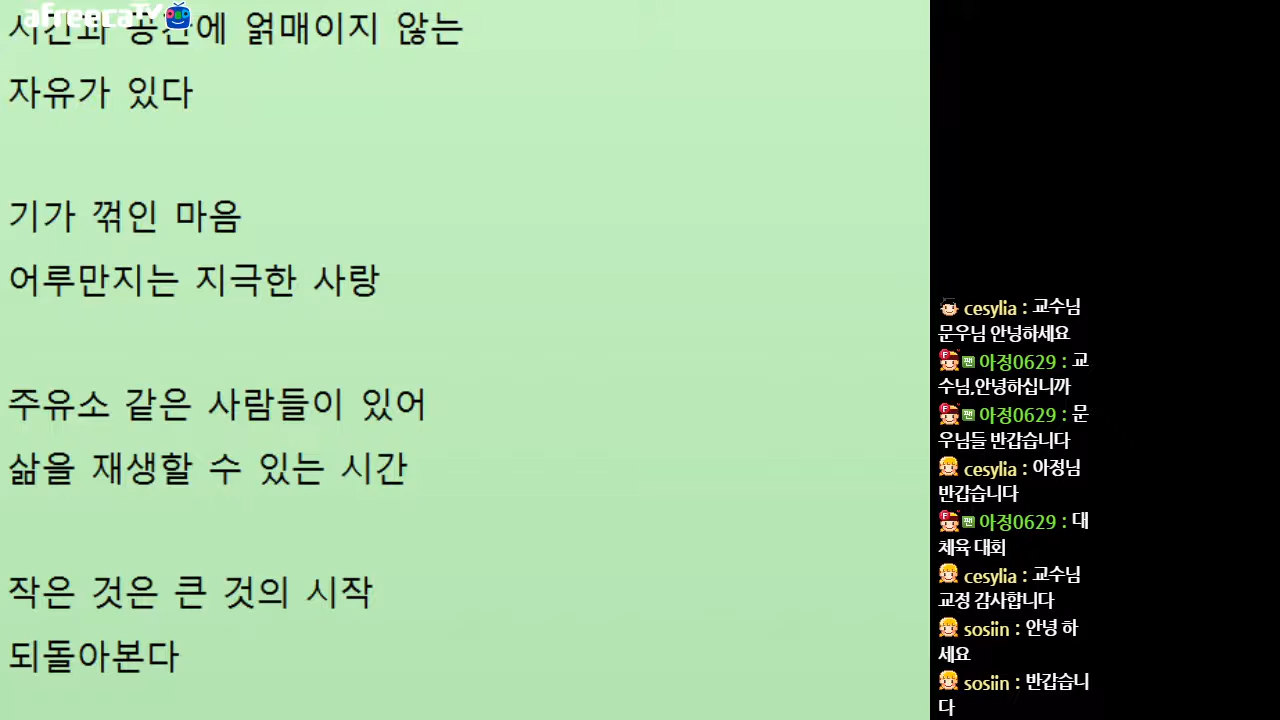 afreecaTV
시간과 공간에 얽매이지 않는
자유가 있다
기가 꺾인 마음
어루만지는 지극한 사랑
주유소 같은 사람들이 있어
삶을 재생할 수 있는 시간
작은 것은 큰 것의 시작
되돌아본다
cesylia : 교수님
문우님 안녕하세요
팬 아정0629 : 교
수님,안녕하십니까
팬 아정0629 : 문
우님들 반갑습니다
cesylia : 아정님
반갑습니다
팬 아정0629 : 대
체육 대회
cesylia : 교수님
교정 감사합니다
sosiin : 안녕 하
세요
sosiin : 반갑습니
다